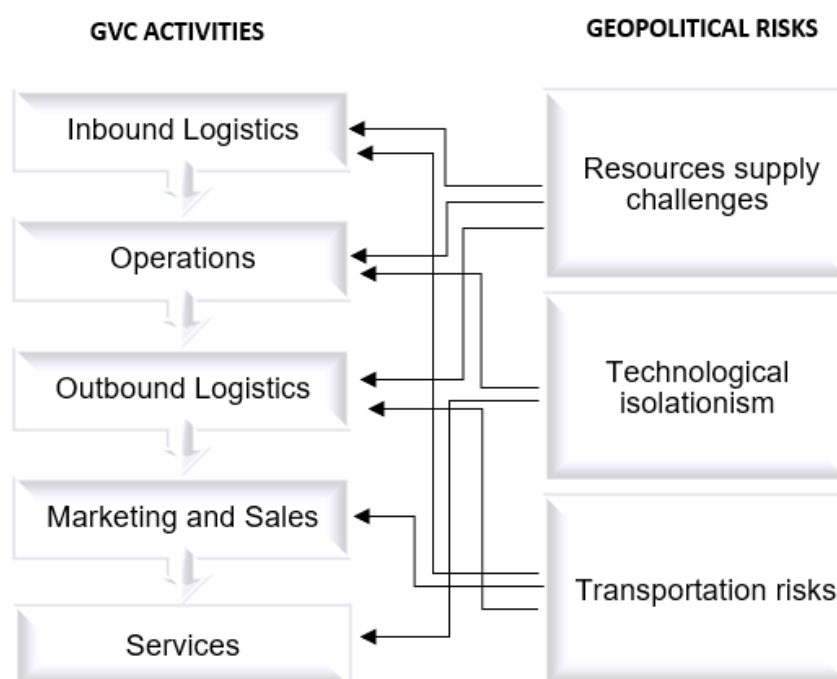 GVC ACTIVITIES
GEOPOLITICAL RISKS
Inbound Logistics
Operations
Outbound Logistics
Marketing and Sales
Services
Resources supply
challenges
Technological
isolationism
Transportation risks